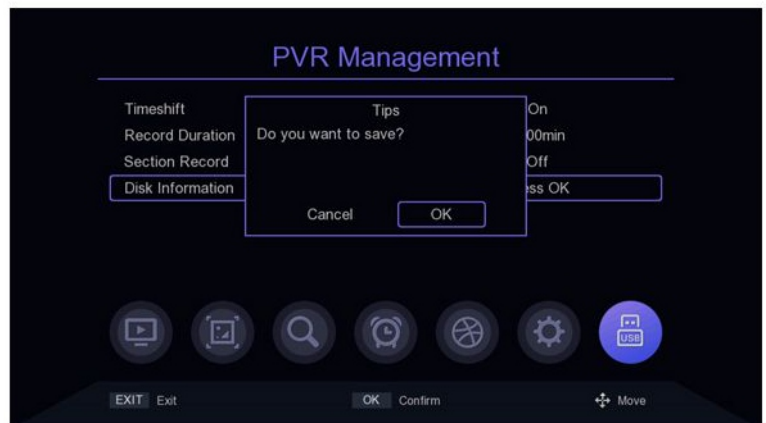 PVR Management
Timeshift On
Record Duration 00min
Section Record Off
Disk Information ess OK
Tips
Do you want to save?
Cancel OK
USB
EXIT Exit OK Confirm Move